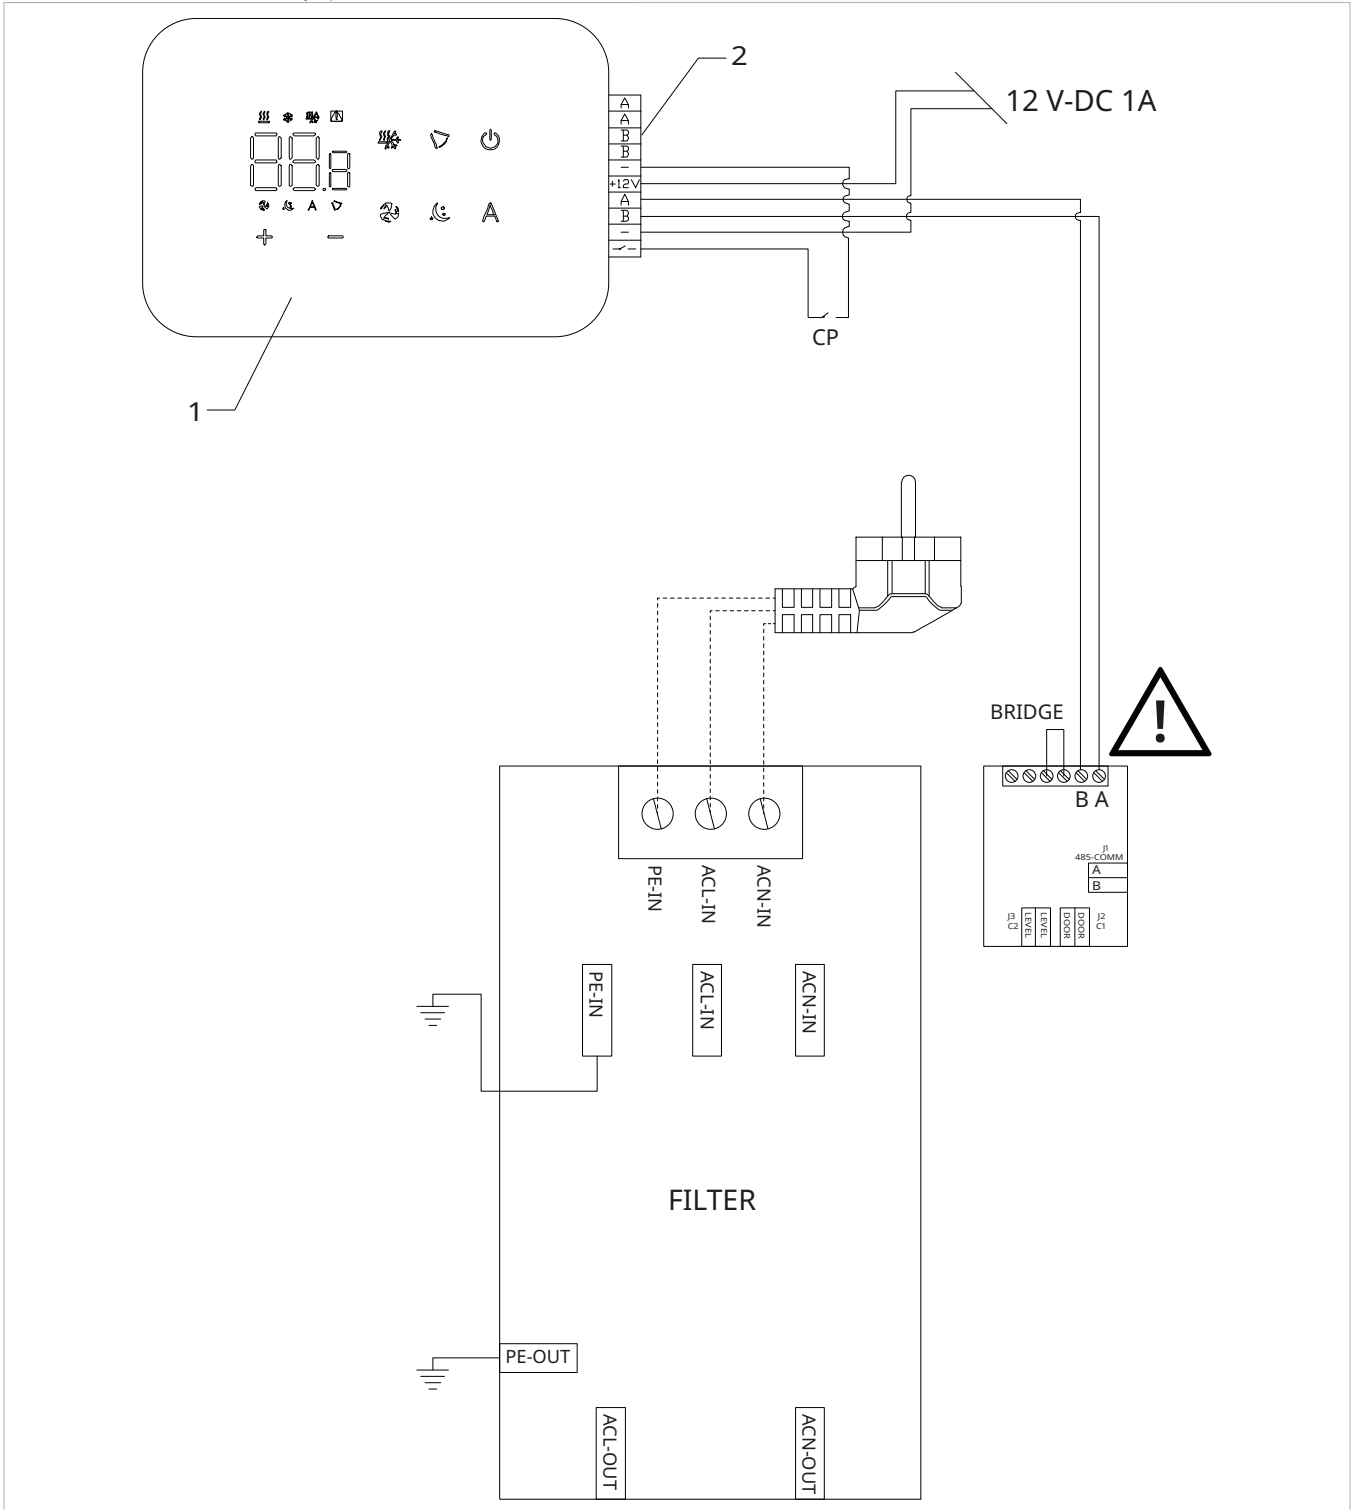 2
12 V-DC 1A
A
A
B
B
-
+12V
A
B
-
A
A
+
-
1
CP
BRIDGE
!
B A
J1
485-COMM
A
B
J3
C2
LEVEL
LEVEL
DOOR
DOOR
J2
C1
PE-IN
ACL-IN
ACN-IN
PE-IN
ACL-IN
ACN-IN
FILTER
PE-OUT
ACL-OUT
ACN-OUT